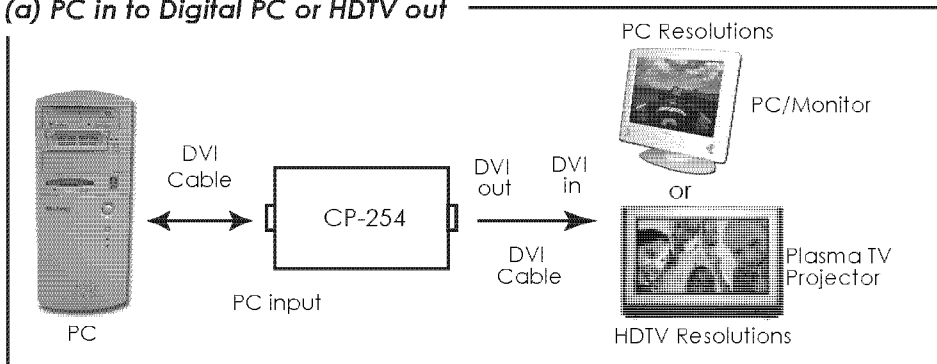 (a) PC in to Digital PC or HDTV out
PC Resolutions
PC/Monitor
DVI
Cable
DVI
out
DVI
in
or
CP-254
DVI
Cable
Plasma TV
Projector
PC input
PC
HDTV Resolutions